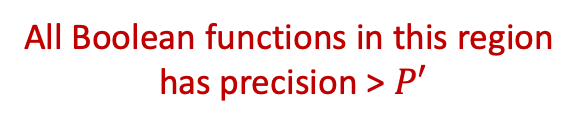 All Boolean functions in this region
has precision > P′